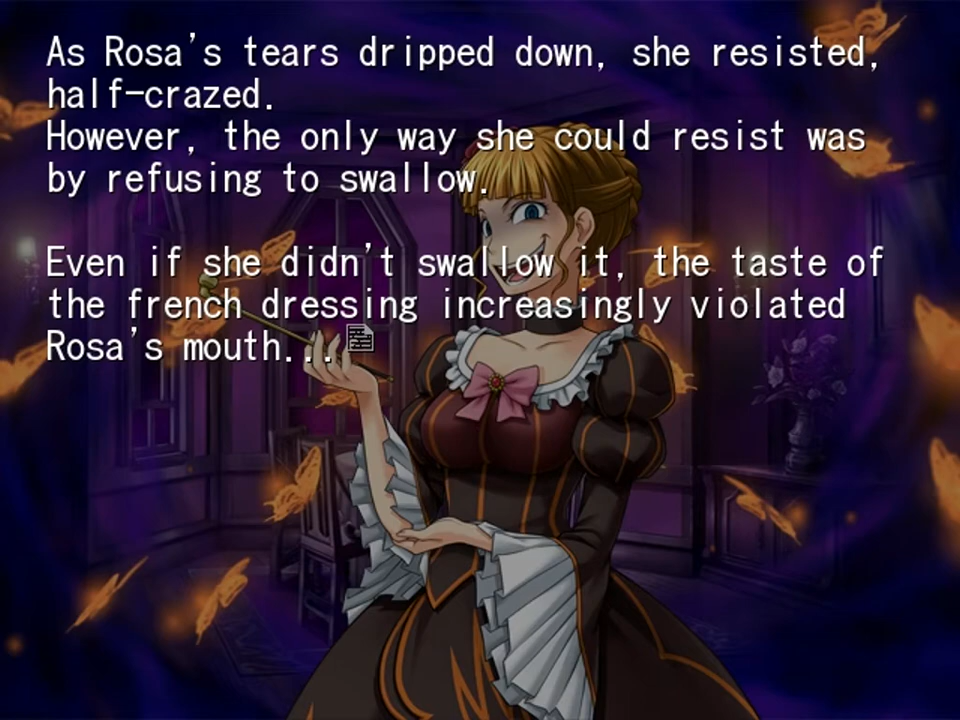 As Rosa's tears dripped down, she resisted,
half-crazed.
However, the only way she could resist was
by refusing to swallow.
Even if she didn't swallow it, the taste of
the french dressing increasingly violated
Rosa's mouth...